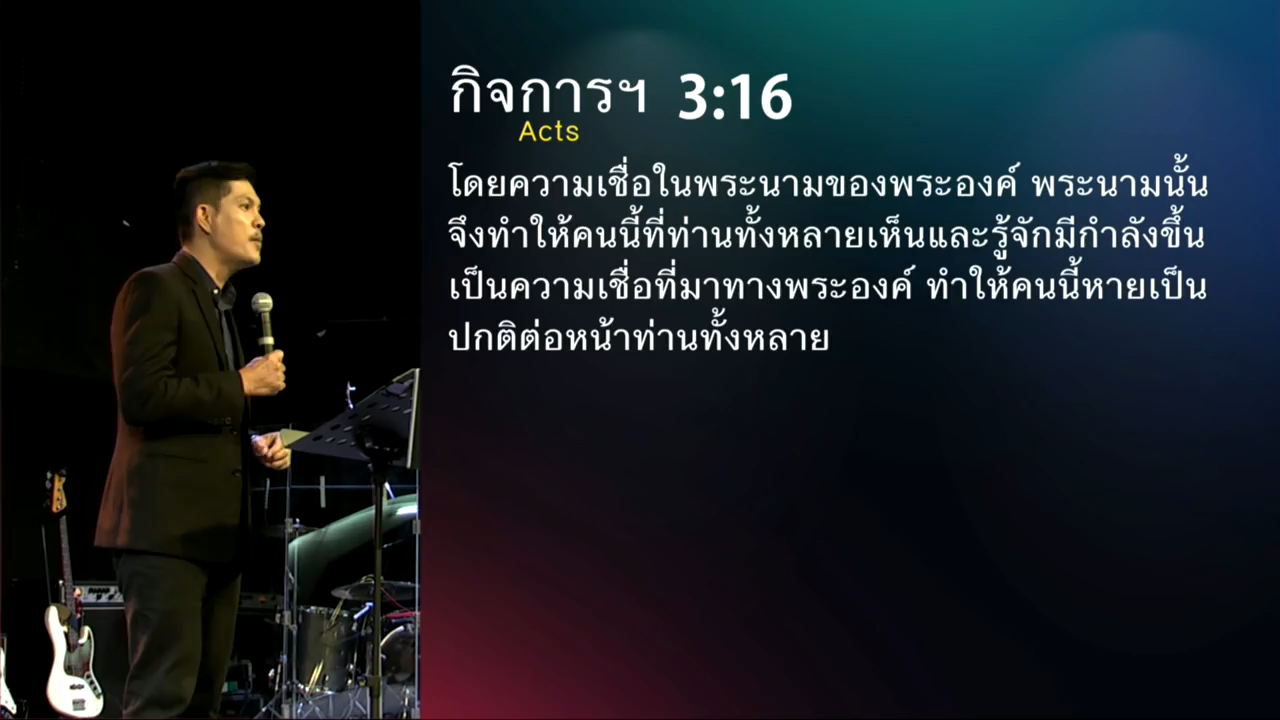 กิจการฯ 3:16
Acts
โดยความเชื่อในพระนามของพระองค์ พระนามนั้น
จึงทำให้คนนี้ที่ท่านทั้งหลายเห็นและรู้จักมีกำลังขึ้น
เป็นความเชื่อที่มาทางพระองค์ ทำให้คนนี้หายเป็น
ปกติต่อหน้าท่านทั้งหลาย